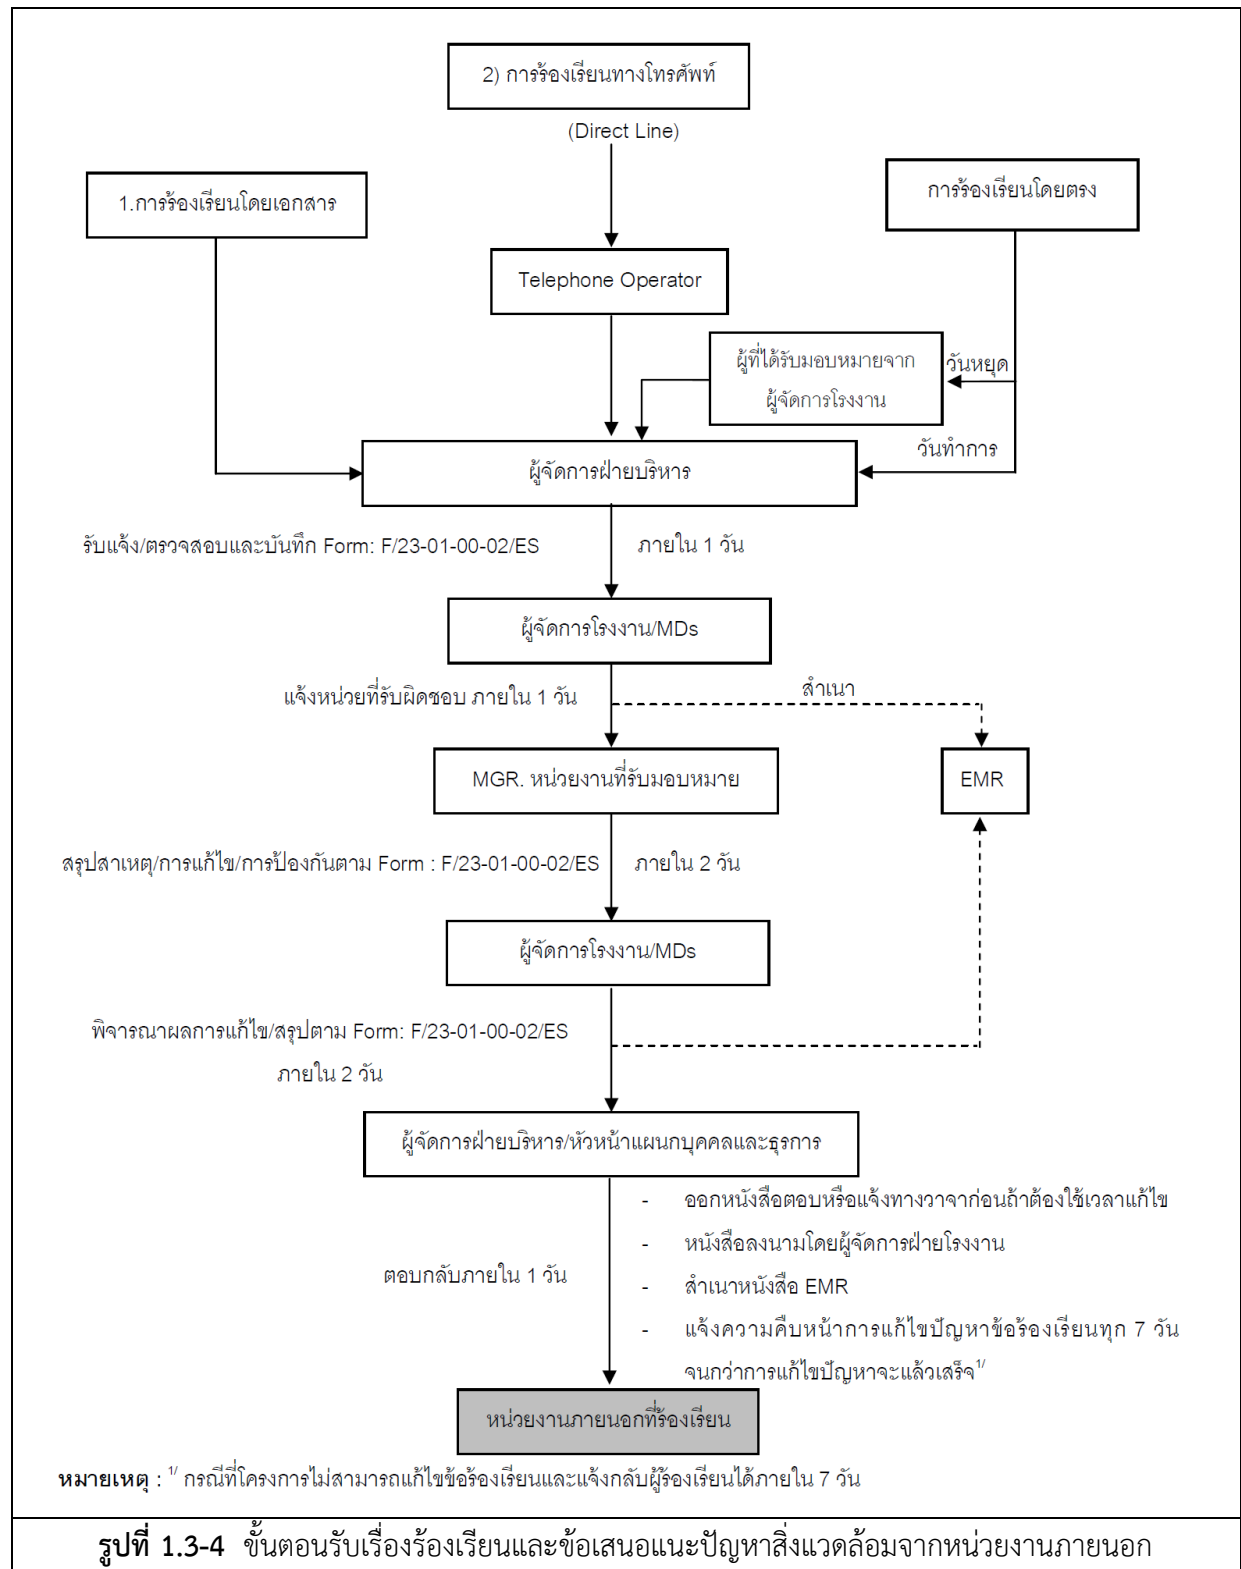 2) การร้องเรียนทางโทรศัพท์
(Direct Line)
1.การร้องเรียนโดยเอกสาร
การร้องเรียนโดยตรง
Telephone Operator
ผู้ที่ได้รับมอบหมายจาก
ผู้จัดการโรงงาน
วันหยุด
วันทำการ
ผู้จัดการฝ่ายบริหาร
รับแจ้ง/ตรวจสอบและบันทึก Form: F/23-01-00-02/ES
ภายใน 1 วัน
ผู้จัดการโรงงาน/MDs
แจ้งหน่วยที่รับผิดชอบ ภายใน 1 วัน
สำเนา
MGR. หน่วยงานที่รับมอบหมาย
EMR
สรุปสาเหตุ/การแก้ไข/การป้องกันตาม Form : F/23-01-00-02/ES
ภายใน 2 วัน
ผู้จัดการโรงงาน/MDs
พิจารณาผลการแก้ไข/สรุปตาม Form: F/23-01-00-02/ES
ภายใน 2 วัน
ผู้จัดการฝ่ายบริหาร/หัวหน้าแผนกบุคคลและธุรการ
- ออกหนังสือตอบหรือแจ้งทางวาจาก่อนถ้าต้องใช้เวลาแก้ไข
- หนังสือลงนามโดยผู้จัดการฝ่ายโรงงาน
ตอบกลับภายใน 1 วัน
- สำเนาหนังสือ EMR
- แจ้งความคืบหน้าการแก้ไขปัญหาข้อร้องเรียนทุก 7 วัน
จนกว่าการแก้ไขปัญหาจะแล้วเสร็จ1/
หน่วยงานภายนอกที่ร้องเรียน
หมายเหตุ : 1/ กรณีที่โครงการไม่สามารถแก้ไขข้อร้องเรียนและแจ้งกลับผู้ร้องเรียนได้ภายใน 7 วัน
รูปที่ 1.3-4 ขั้นตอนรับเรื่องร้องเรียนและข้อเสนอแนะปัญหาสิ่งแวดล้อมจากหน่วยงานภายนอก